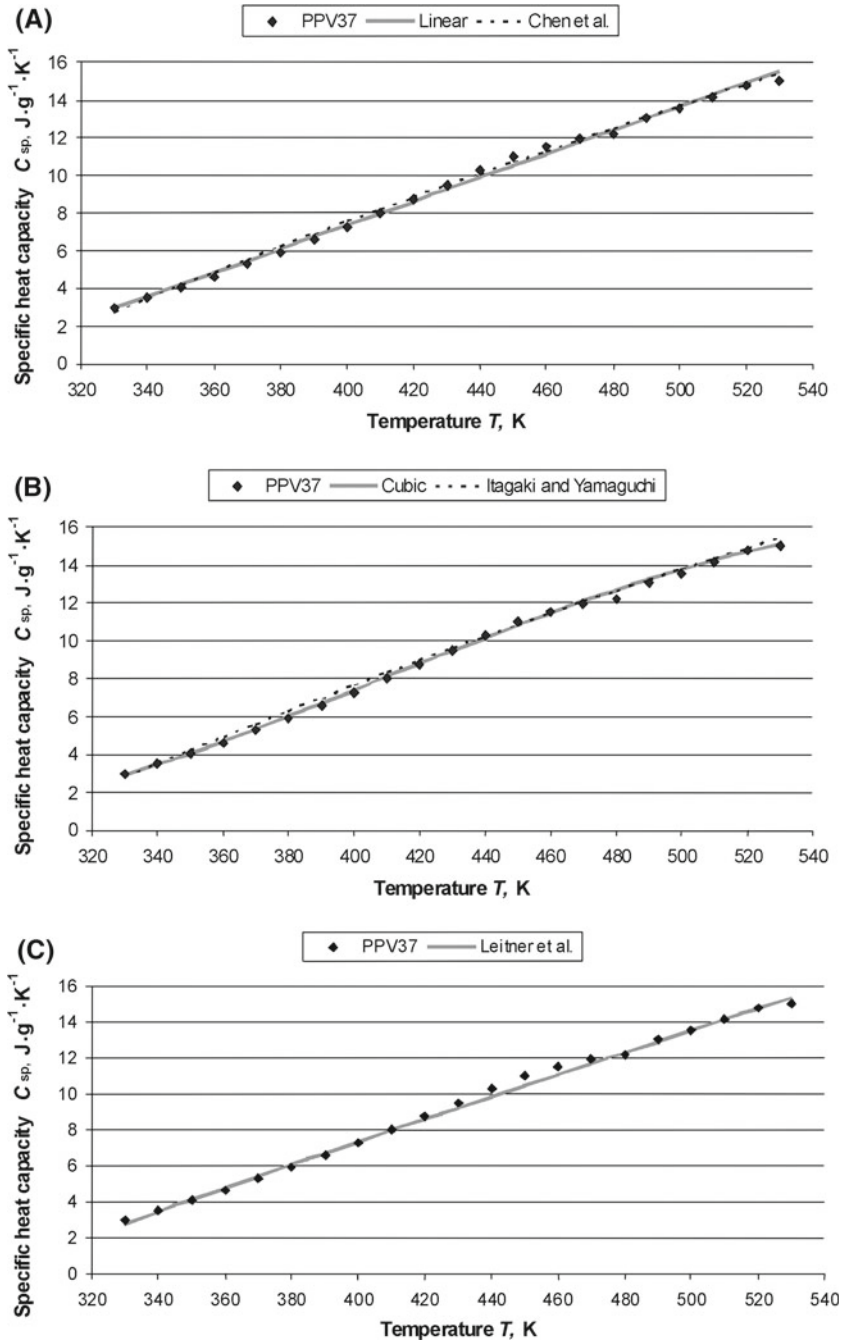 (A)
PPV37 Linear Chen et al.
Specific heat capacity C sp, J·g⁻¹·K⁻¹
16
14
12
10
8
6
4
2
0
320 340 360 380 400 420 440 460 480 500 520 540
Temperature T, K
(B)
PPV37 Cubic Itagaki and Yamaguchi
Specific heat capacity C sp, J·g⁻¹·K⁻¹
16
14
12
10
8
6
4
2
0
320 340 360 380 400 420 440 460 480 500 520 540
Temperature T, K
(C)
PPV37 Leitner et al.
Specific heat capacity C sp, J·g⁻¹·K⁻¹
16
14
12
10
8
6
4
2
0
320 340 360 380 400 420 440 460 480 500 520 540
Temperature T, K